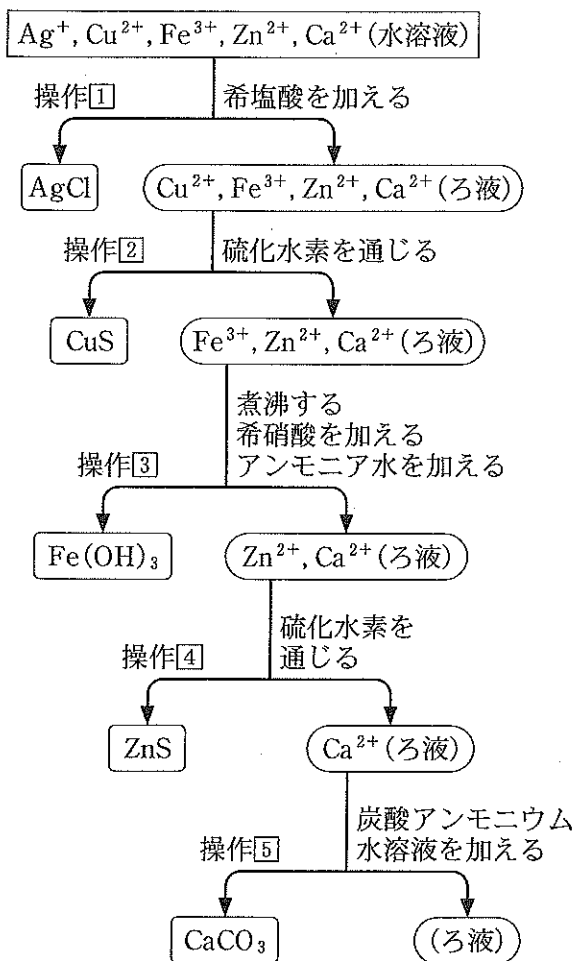 Ag⁺, Cu²⁺, Fe³⁺, Zn²⁺, Ca²⁺(水溶液)
操作1 希塩酸を加える
AgCl Cu²⁺, Fe³⁺, Zn²⁺, Ca²⁺(ろ液)
操作2 硫化水素を通じる
CuS Fe³⁺, Zn²⁺, Ca²⁺(ろ液)
煮沸する
希硝酸を加える
操作3 アンモニア水を加える
Fe(OH)₃ Zn²⁺, Ca²⁺(ろ液)
硫化水素を
操作4 通じる
ZnS Ca²⁺(ろ液)
炭酸アンモニウム
操作5 水溶液を加える
CaCO₃ (ろ液)